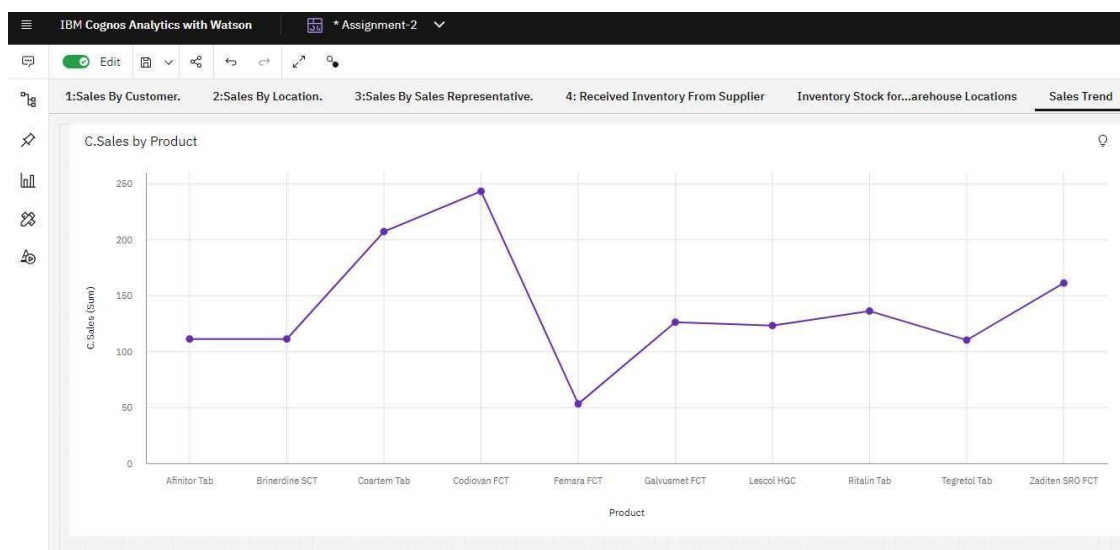 IBM Cognos Analytics with Watson
* Assignment-2
Edit
1:Sales By Customer. 2:Sales By Location. 3:Sales By Sales Representative. 4: Received Inventory From Supplier Inventory Stock for...arehouse Locations Sales Trend
C.Sales by Product
C.Sales (Sum)
250
200
150
100
50
0
Afinitor Tab Brinerdine SCT Coartem Tab Codiovan FCT Femara FCT Galvusmet FCT Lescol HGC Ritalin Tab Tegretol Tab Zaditen SRO FCT
Product